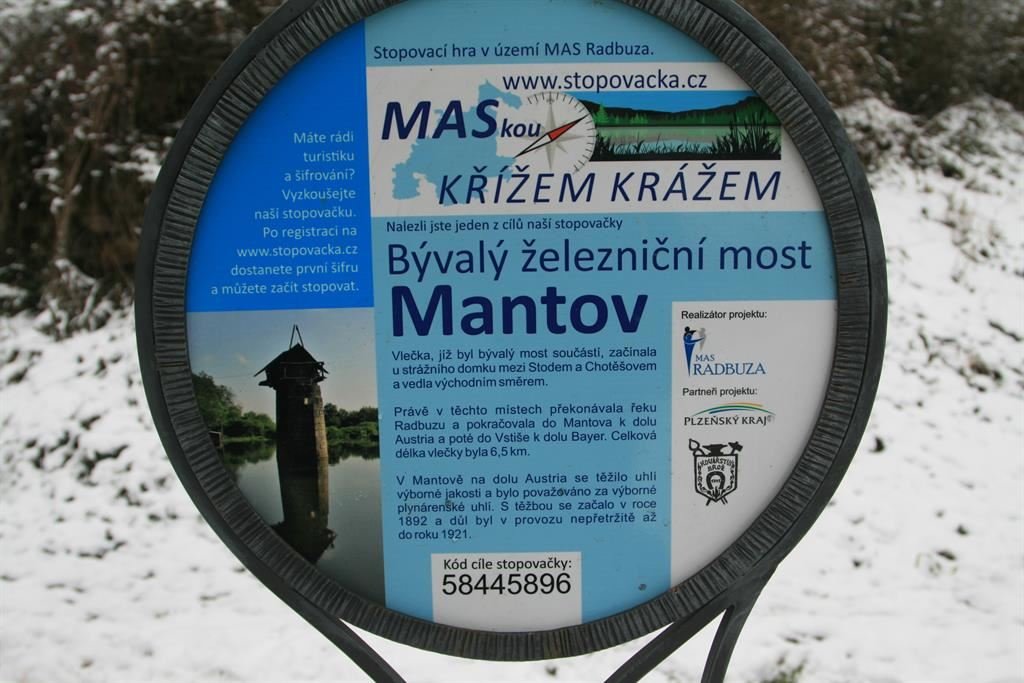 Stopovací hra v území MAS Radbuza.
www.stopovacka.cz
MASkou
KŘÍŽEM KRÁŽEM
Máte rádi
turistiku
a šifrování?
Vyzkoušejte
naší stopovačku.
Po registraci na
www.stopovacka.cz
dostanete první šifru
a můžete začít stopovat.
Nalezli jste jeden z cílů naší stopovačky
Bývalý železniční most
Mantov
Vlečka, jíž byl bývalý most součástí, začínala
u strážního domku mezi Stodem a Chotěšovem
a vedla východním směrem.
Právě v těchto místech překonávala řeku
Radbuzu a pokračovala do Mantova k dolu
Austria a poté do Vstiše k dolu Bayer. Celková
délka vlečky byla 6,5 km.
V Mantově na dolu Austria se těžilo uhlí
výborné jakosti a bylo považováno za výborné
plynárenské uhlí. S těžbou se začalo v roce
1892 a důl byl v provozu nepřetržitě až
do roku 1921.
Kód cíle stopovačky:
58445896
Realizátor projektu:
MAS
RADBUZA
Partneři projektu:
PLZEŇSKÝ KRAJ
KOVÁŘSTVÍ
BROŽ